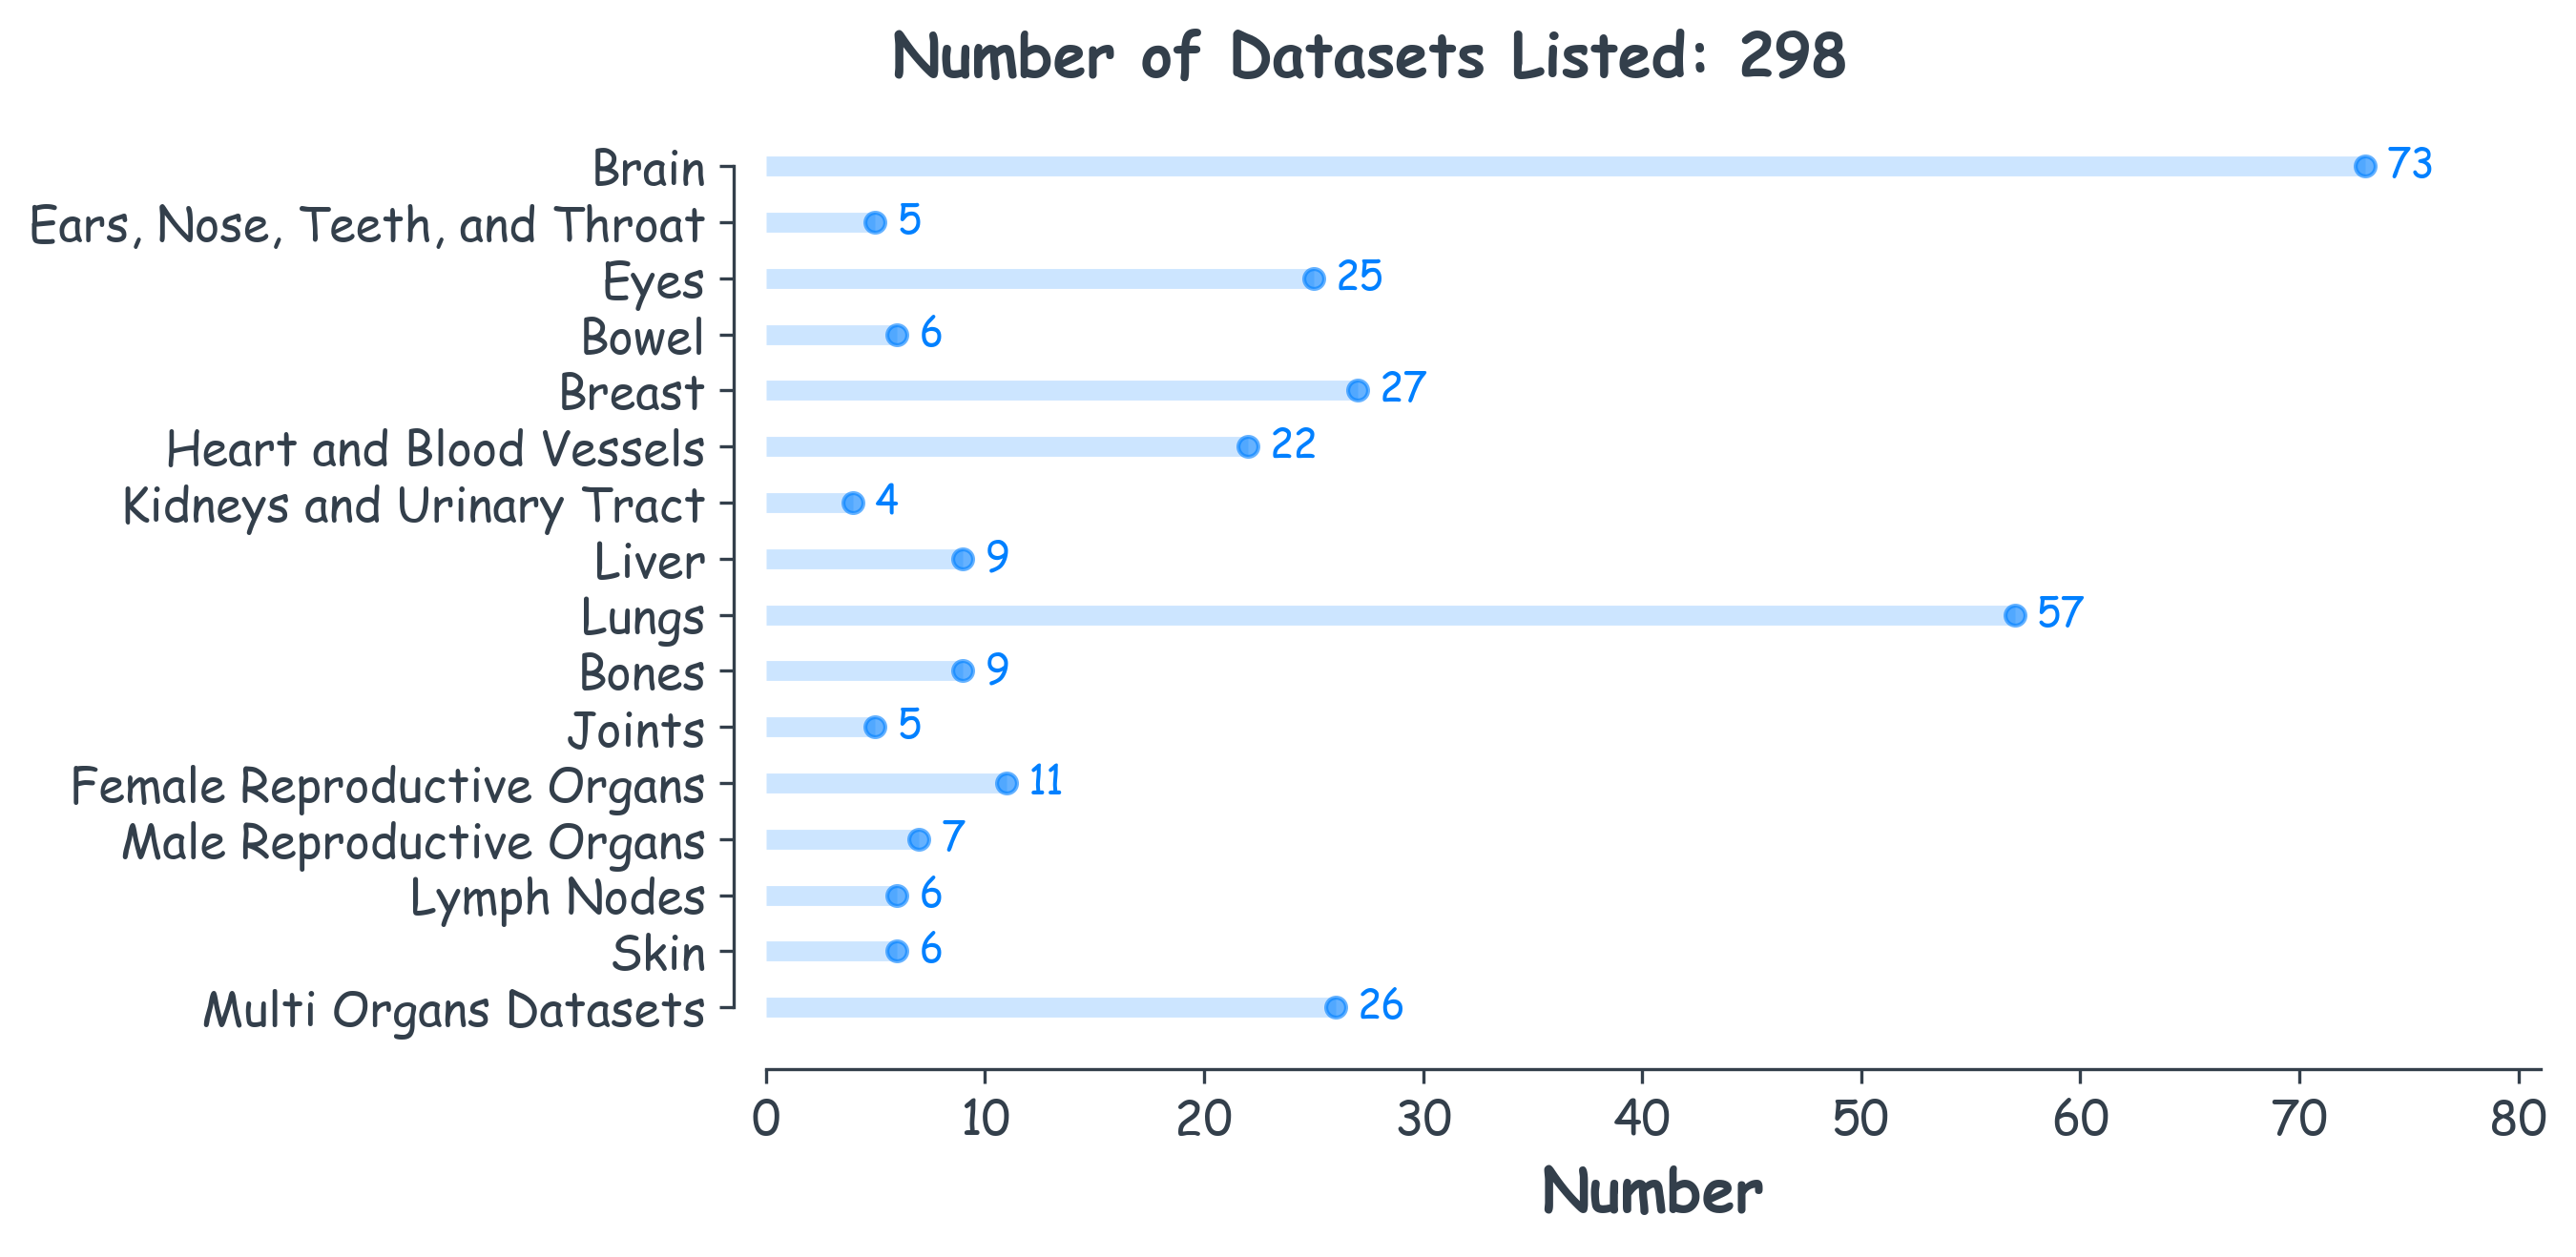 Number of Datasets Listed: 298
Brain 73
Ears, Nose, Teeth, and Throat 5
Eyes 25
Bowel 6
Breast 27
Heart and Blood Vessels 22
Kidneys and Urinary Tract 4
Liver 9
Lungs 57
Bones 9
Joints 5
Female Reproductive Organs 11
Male Reproductive Organs 7
Lymph Nodes 6
Skin 6
Multi Organs Datasets 26
0 10 20 30 40 50 60 70 80
Number